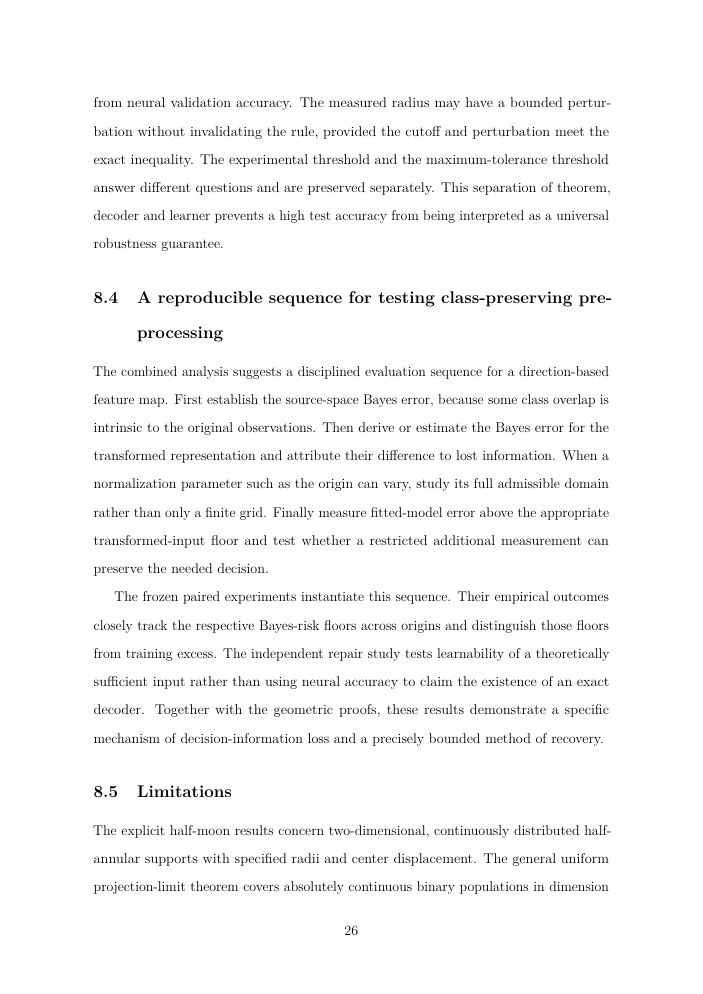 from neural validation accuracy. The measured radius may have a bounded pertur-
bation without invalidating the rule, provided the cutoff and perturbation meet the
exact inequality. The experimental threshold and the maximum-tolerance threshold
answer different questions and are preserved separately. This separation of theorem,
decoder and learner prevents a high test accuracy from being interpreted as a universal
robustness guarantee.
8.4 A reproducible sequence for testing class-preserving pre-
processing
The combined analysis suggests a disciplined evaluation sequence for a direction-based
feature map. First establish the source-space Bayes error, because some class overlap is
intrinsic to the original observations. Then derive or estimate the Bayes error for the
transformed representation and attribute their difference to lost information. When a
normalization parameter such as the origin can vary, study its full admissible domain
rather than only a finite grid. Finally measure fitted-model error above the appropriate
transformed-input floor and test whether a restricted additional measurement can
preserve the needed decision.
The frozen paired experiments instantiate this sequence. Their empirical outcomes
closely track the respective Bayes-risk floors across origins and distinguish those floors
from training excess. The independent repair study tests learnability of a theoretically
sufficient input rather than using neural accuracy to claim the existence of an exact
decoder. Together with the geometric proofs, these results demonstrate a specific
mechanism of decision-information loss and a precisely bounded method of recovery.
8.5 Limitations
The explicit half-moon results concern two-dimensional, continuously distributed half-
annular supports with specified radii and center displacement. The general uniform
projection-limit theorem covers absolutely continuous binary populations in dimension
26